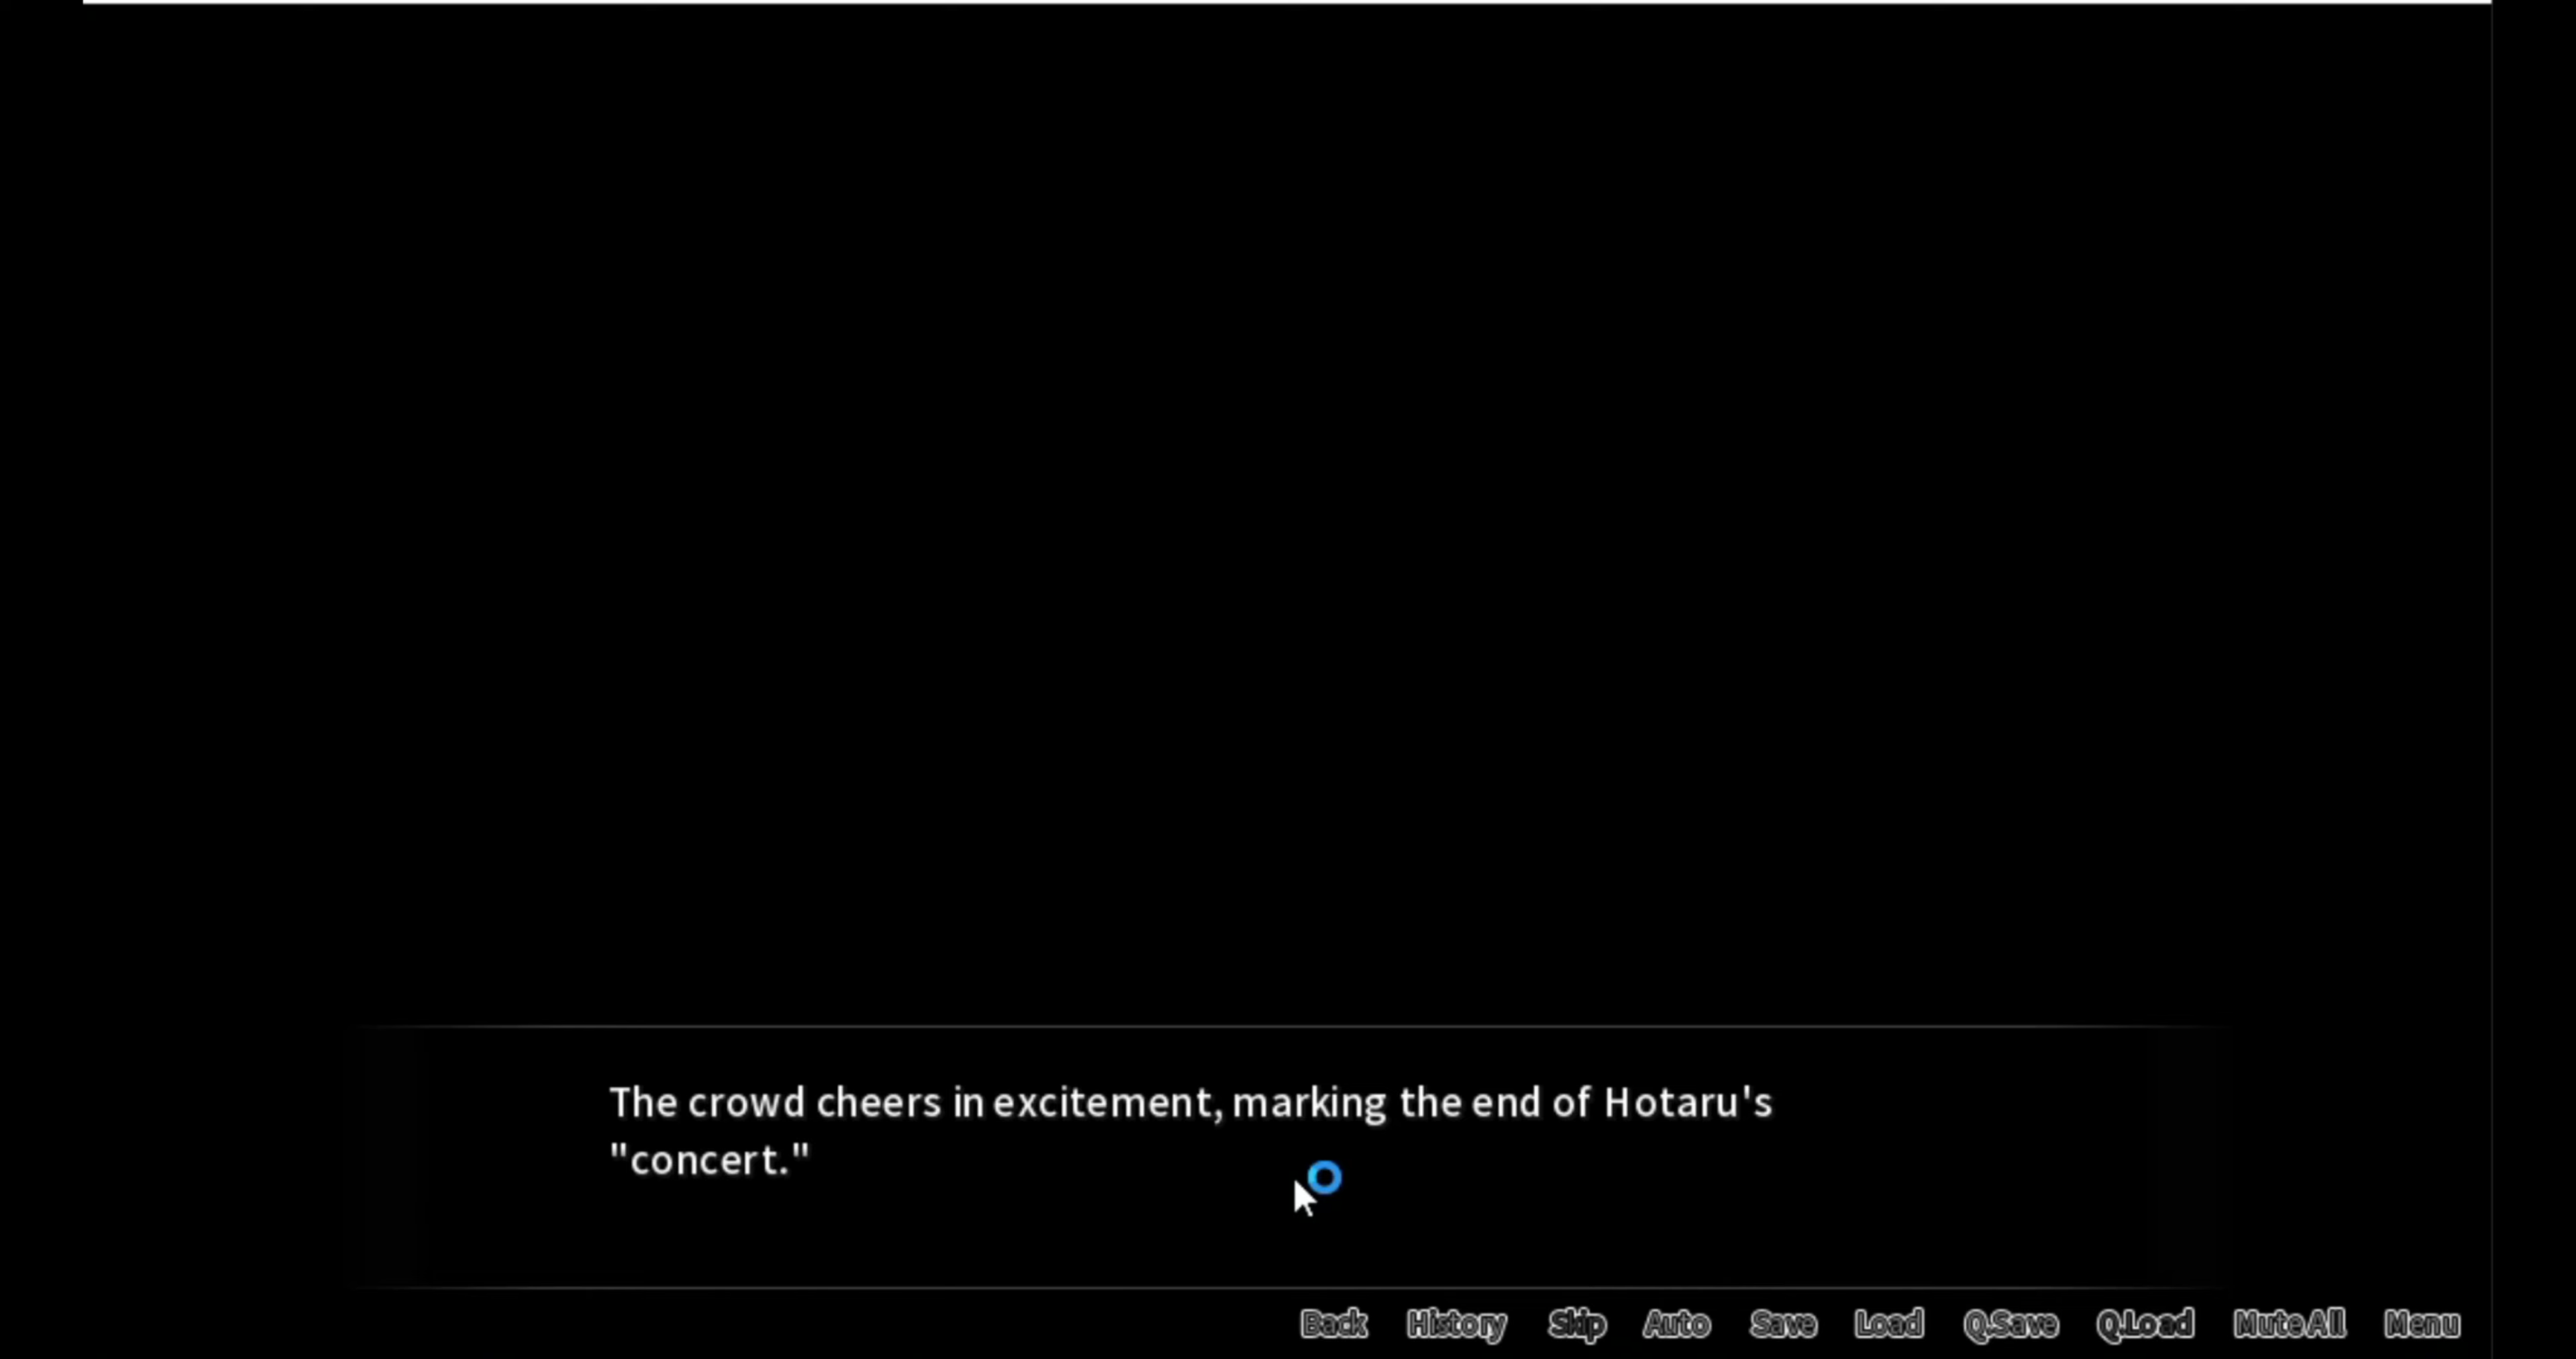 The crowd cheers in excitement, marking the end of Hotaru's
"concert."
Back History Skip Auto Save Load Q.Save Q.Load Mute All Menu